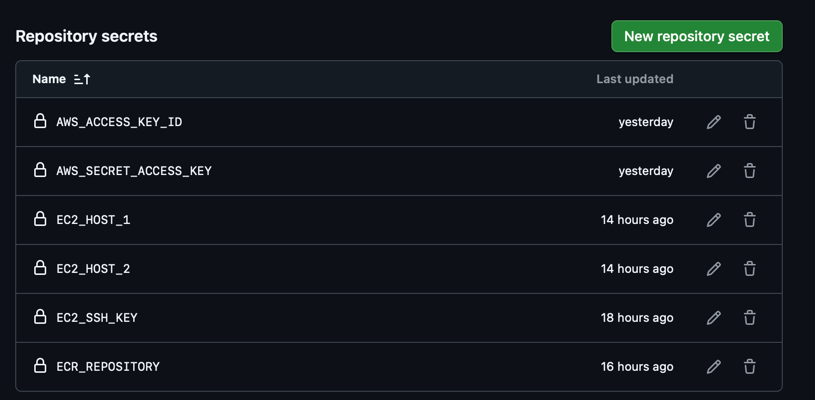 Repository secrets
New repository secret
Name
Last updated
AWS_ACCESS_KEY_ID
yesterday
AWS_SECRET_ACCESS_KEY
yesterday
EC2_HOST_1
14 hours ago
EC2_HOST_2
14 hours ago
EC2_SSH_KEY
18 hours ago
ECR_REPOSITORY
16 hours ago